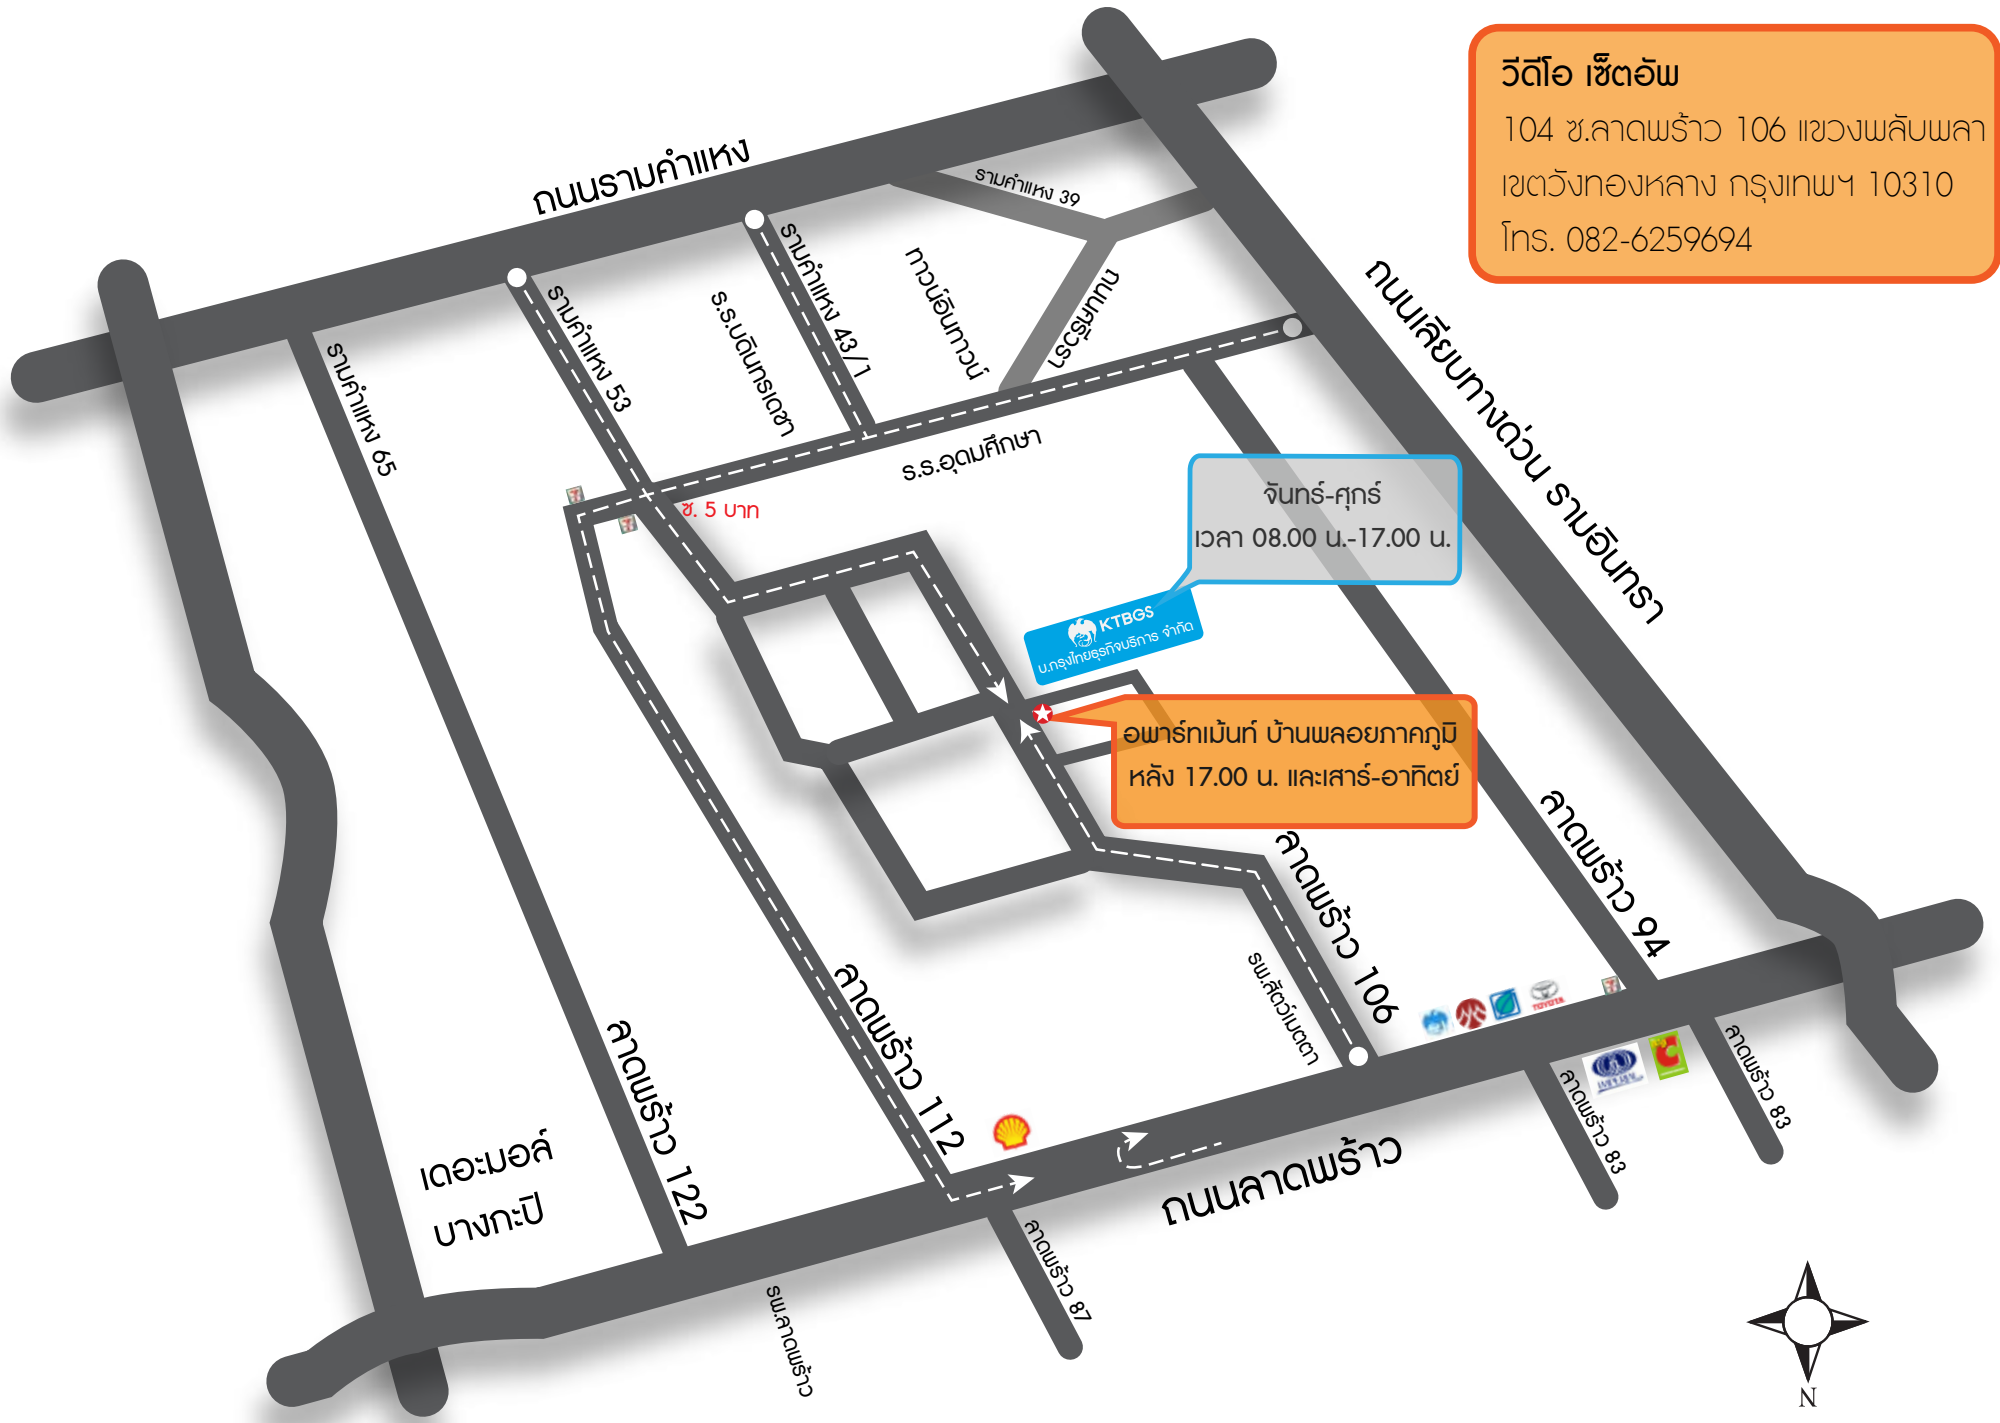 วีดีโอ เซ็ตอัพ
104 ซ.ลาดพร้าว 106 แขวงพลับพลา
เขตวังทองหลาง กรุงเทพฯ 10310
โทร. 082-6259694
ถนนรามคำแหง
รามคำแหง 39
รามคำแหง 43/1
รามคำแหง 53
รามคำแหง 65
ร.ร.บดินทรเดชา
ทาวน์อินทาวน์
ถนนศรีวรา
ถนนเลียบทางด่วน รามอินทรา
ร.ร.อุดมศึกษา
ซ. 5 บาท
จันทร์-ศุกร์
เวลา 08.00 น.-17.00 น.
KTBGS
บ.กรุงไทยธุรกิจบริการ จำกัด
อพาร์ทเม้นท์ บ้านพลอยภาคภูมิ
หลัง 17.00 น. และเสาร์-อาทิตย์
ลาดพร้าว 94
ลาดพร้าว 106
รพ.สัตว์เมตตา
ลาดพร้าว 112
ลาดพร้าว 122
TOYOTA
IMPERIAL
ลาดพร้าว 83
ลาดพร้าว 83
ถนนลาดพร้าว
ลาดพร้าว 87
รพ.ลาดพร้าว
เดอะมอล์
บางกะปิ
N